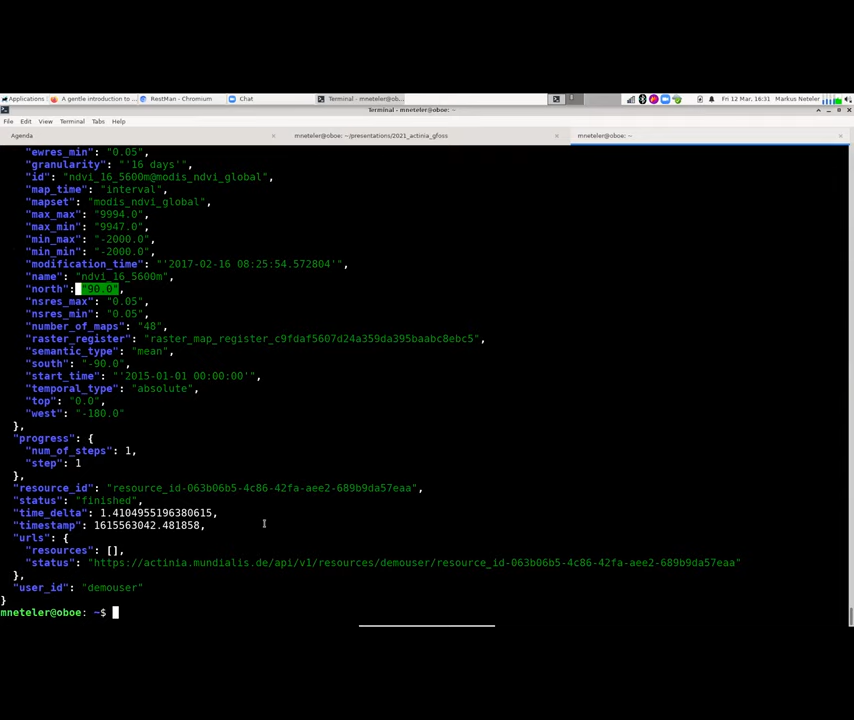 Applications
A gentle introduction to ...
RestMan - Chromium
Chat
Terminal - mneteler@ob...
Fri 12 Mar, 16:31
Markus Neteler
Terminal - mneteler@oboe: ~
File Edit View Terminal Tabs Help
Agenda
mneteler@oboe: ~/presentations/2021_actinia_gfoss
mneteler@oboe: ~
"ewres_min": "0.05",
"granularity": "'16 days'",
"id": "ndvi_16_5600m@modis_ndvi_global",
"map_time": "interval",
"mapset": "modis_ndvi_global",
"max_max": "9994.0",
"max_min": "9947.0",
"min_max": "-2000.0",
"min_min": "-2000.0",
"modification_time": "'2017-02-16 08:25:54.572804'",
"name": "ndvi_16_5600m",
"north": "90.0",
"nsres_max": "0.05",
"nsres_min": "0.05",
"number_of_maps": "48",
"raster_register": "raster_map_register_c9fdaf5607d24a359da395baabc8ebc5",
"semantic_type": "mean",
"south": "-90.0",
"start_time": "'2015-01-01 00:00:00'",
"temporal_type": "absolute",
"top": "0.0",
"west": "-180.0"
},
"progress": {
"num_of_steps": 1,
"step": 1
},
"resource_id": "resource_id-063b06b5-4c86-42fa-aee2-689b9da57eaa",
"status": "finished",
"time_delta": 1.4104955196380615,
"timestamp": 1615563042.481858,
"urls": {
"resources": [],
"status": "https://actinia.mundialis.de/api/v1/resources/demouser/resource_id-063b06b5-4c86-42fa-aee2-689b9da57eaa"
},
"user_id": "demouser"
}
mneteler@oboe: ~$